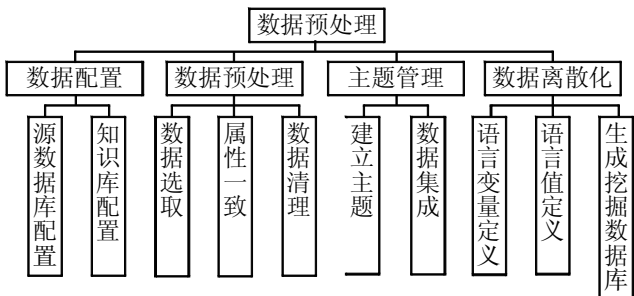 数据预处理
数据配置
数据预处理
主题管理
数据离散化
源数据库配置
知识库配置
数据选取
属性一致
数据清理
建立主题
数据集成
语言变量定义
语言值定义
生成挖掘数据库